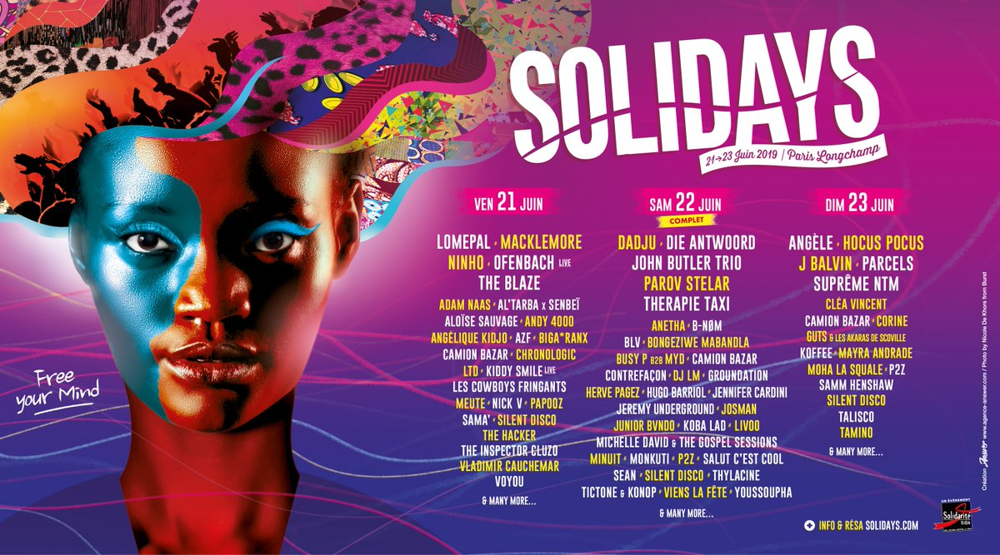 SOLIDAYS
21→23 Juin 2019 / Paris Longchamp
Free
your Mind
VEN 21 JUIN
LOMEPAL • MACKLEMORE
NINHO • OFENBACH LIVE
THE BLAZE
ADAM NAAS • AL'TARBA x SENBEÏ
ALOÏSE SAUVAGE • ANDY 4000
ANGÉLIQUE KIDJO • AZF • BIGA*RANX
CAMION BAZAR • CHRONOLOGIC
LTD • KIDDY SMILE LIVE
LES COWBOYS FRINGANTS
MEUTE • NICK V • PAPOOZ
SAMA' • SILENT DISCO
THE HACKER
THE INSPECTOR CLUZO
VLADIMIR CAUCHEMAR
VOYOU
& MANY MORE...
SAM 22 JUIN
COMPLET
DADJU • DIE ANTWOORD
JOHN BUTLER TRIO
PAROV STELAR
THERAPIE TAXI
ANETHA • B-NØM
BLV • BONGEZIWE MABANDLA
BUSY P B2B MYD • CAMION BAZAR
CONTREFAÇON • DJ LM • GROUNDATION
HERVE PAGEZ • HUGO BARRIOL • JENNIFER CARDINI
JEREMY UNDERGROUND • JOSMAN
JUNIOR BVNDO • KOBA LAD • LIVOO
MICHELLE DAVID & THE GOSPEL SESSIONS
MINUIT • MONKUTI • P2Z • SALUT C'EST COOL
SEAN • SILENT DISCO • THYLACINE
TICTONE & KONOP • VIENS LA FÊTE • YOUSSOUPHA
& MANY MORE...
DIM 23 JUIN
ANGÈLE • HOCUS POCUS
J BALVIN • PARCELS
SUPRÊME NTM
CLÉA VINCENT
CAMION BAZAR • CORINE
GUTS & LES AKARAS DE SCOVILLE
KOFFEE • MAYRA ANDRADE
MOHA LA SQUALE • P2Z
SAMM HENSHAW
SILENT DISCO
TALISCO
TAMINO
& MANY MORE...
INFO & RÉSA SOLIDAYS.COM
UN ÉVÉNEMENT
Solidarité
SIDA
Création Answer www.agence-answer.com / Photo by Nicole De Khors from Burst